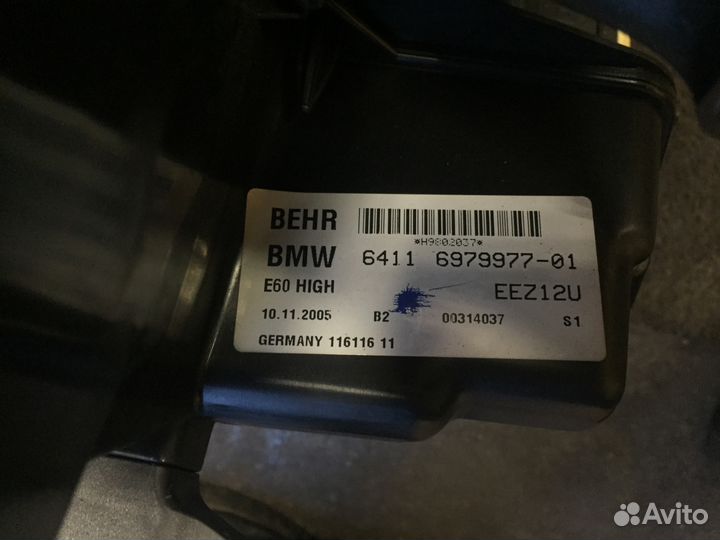 BEHR
*H9802037*
BMW 6411 6979977-01
E60 HIGH EEZ12U
10.11.2005 B2 00314037 S1
GERMANY 116116 11
Avito